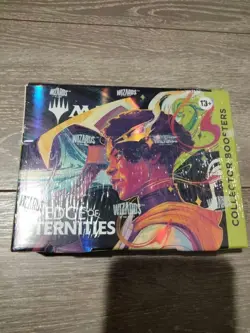 WIZARDS
WIZARDS
M
13+
WIZARDS
EDGE OF
ETERNITIES
WIZARDS
COLLECTOR BOOSTERS